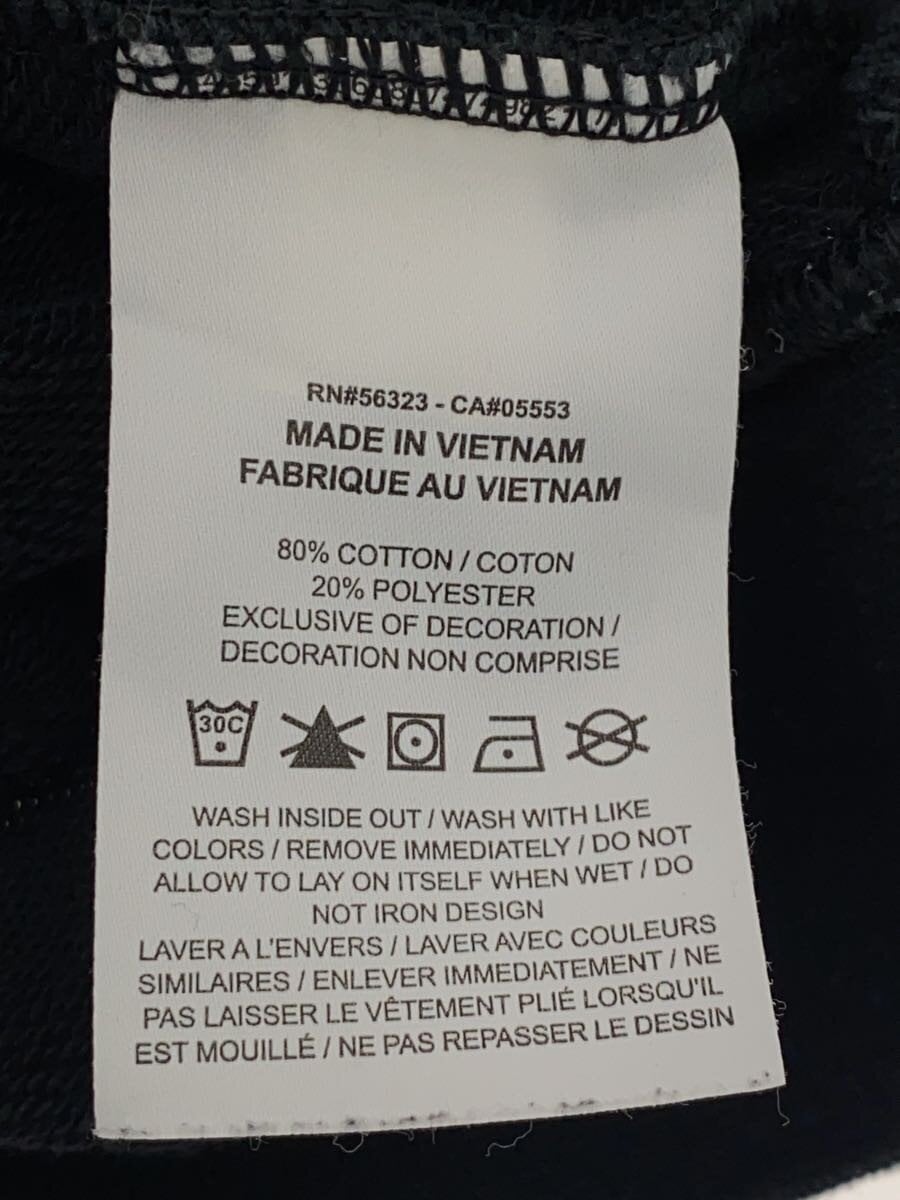 RN#56323 - CA#05553
MADE IN VIETNAM
FABRIQUE AU VIETNAM
80% COTTON / COTON
20% POLYESTER
EXCLUSIVE OF DECORATION /
DECORATION NON COMPRISE
30C
WASH INSIDE OUT / WASH WITH LIKE
COLORS / REMOVE IMMEDIATELY / DO NOT
ALLOW TO LAY ON ITSELF WHEN WET / DO
NOT IRON DESIGN
LAVER A L'ENVERS / LAVER AVEC COULEURS
SIMILAIRES / ENLEVER IMMEDIATEMENT / NE
PAS LAISSER LE VÊTEMENT PLIÉ LORSQU'IL
EST MOUILLÉ / NE PAS REPASSER LE DESSIN